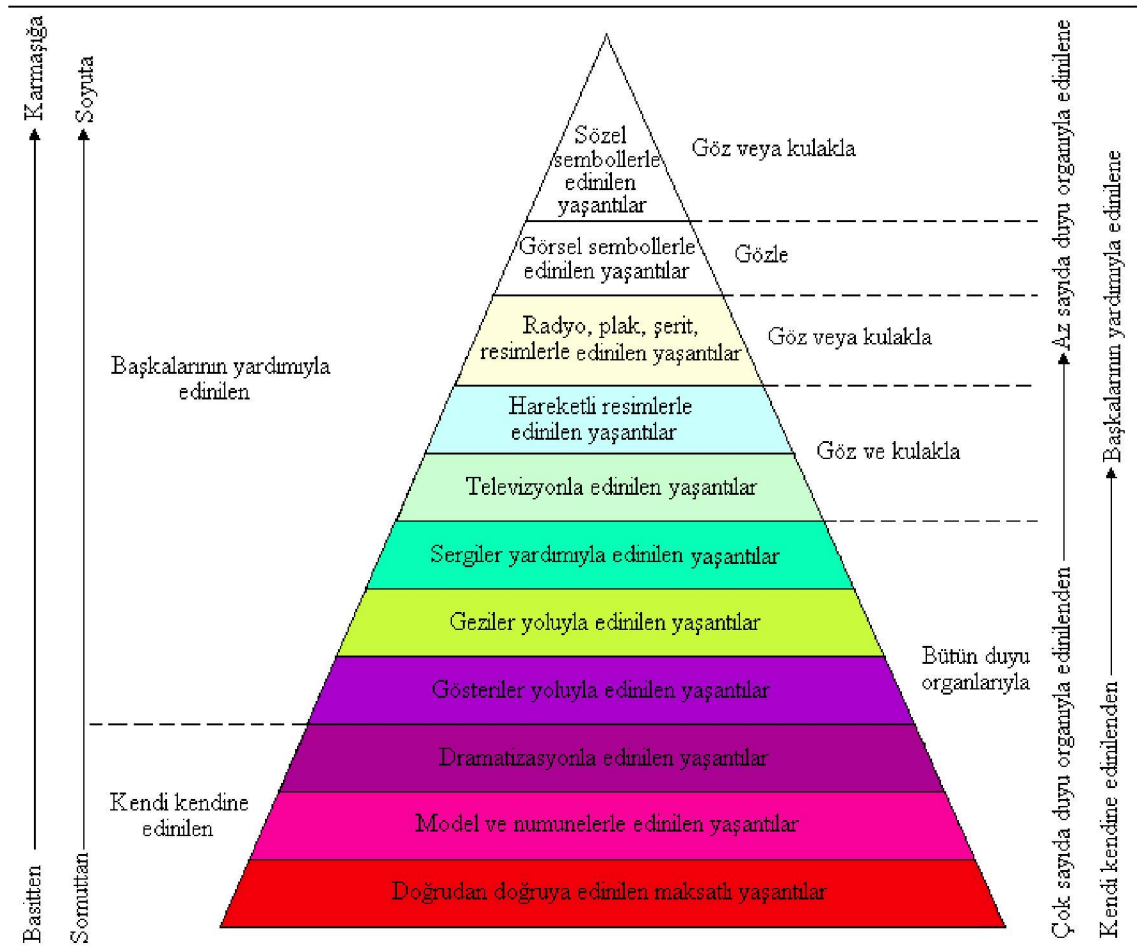 Karmaşığa
Soyuta
Basitten
Somuttan
Başkalarının yardımıyla
edinilen
Kendi kendine
edinilen
Sözel
sembollerle
edinilen
yaşantılar
Görsel sembollerle
edinilen yaşantılar
Radyo, plak, şerit,
resimlerle edinilen yaşantılar
Hareketli resimlerle
edinilen yaşantılar
Televizyonla edinilen yaşantılar
Sergiler yardımıyla edinilen yaşantılar
Geziler yoluyla edinilen yaşantılar
Gösteriler yoluyla edinilen yaşantılar
Dramatizasyonla edinilen yaşantılar
Model ve numunelerle edinilen yaşantılar
Doğrudan doğruya edinilen maksatlı yaşantılar
Göz veya kulakla
Gözle
Göz veya kulakla
Göz ve kulakla
Bütün duyu
organlarıyla
Çok sayıda duyu organıyla edinilenden
Az sayıda duyu organıyla edinilene
Kendi kendine edinilenden
Başkalarının yardımıyla edinilene